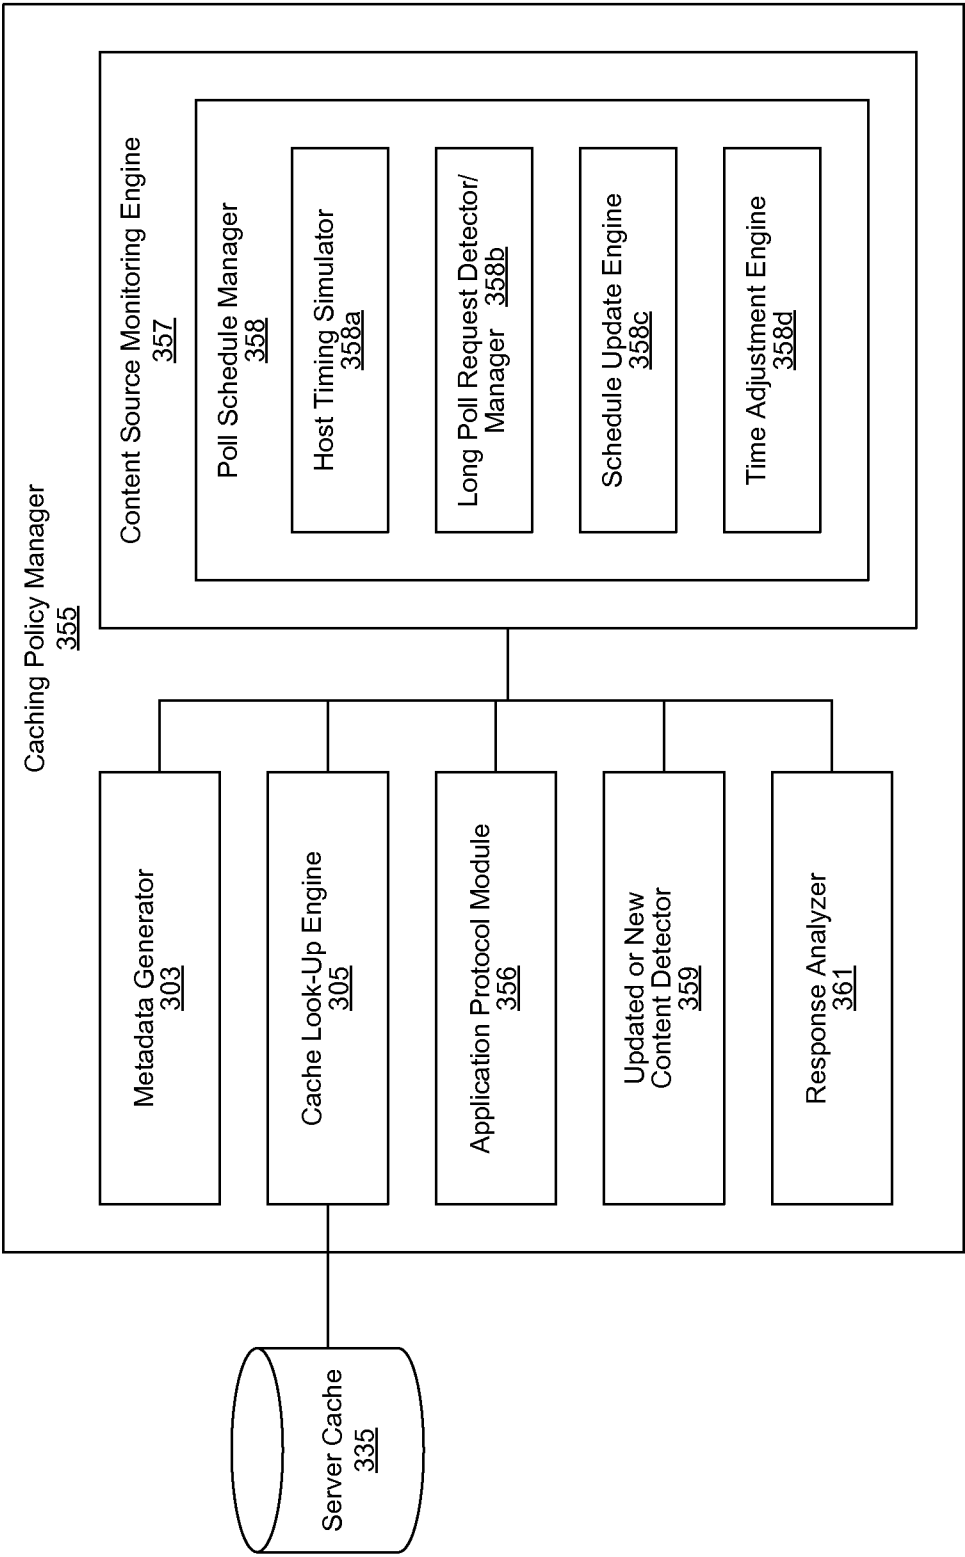 Caching Policy Manager
355
Metadata Generator
303
Cache Look-Up Engine
305
Application Protocol Module
356
Updated or New
Content Detector
359
Response Analyzer
361
Content Source Monitoring Engine
357
Poll Schedule Manager
358
Host Timing Simulator
358a
Long Poll Request Detector/
Manager 358b
Schedule Update Engine
358c
Time Adjustment Engine
358d
Server Cache
335